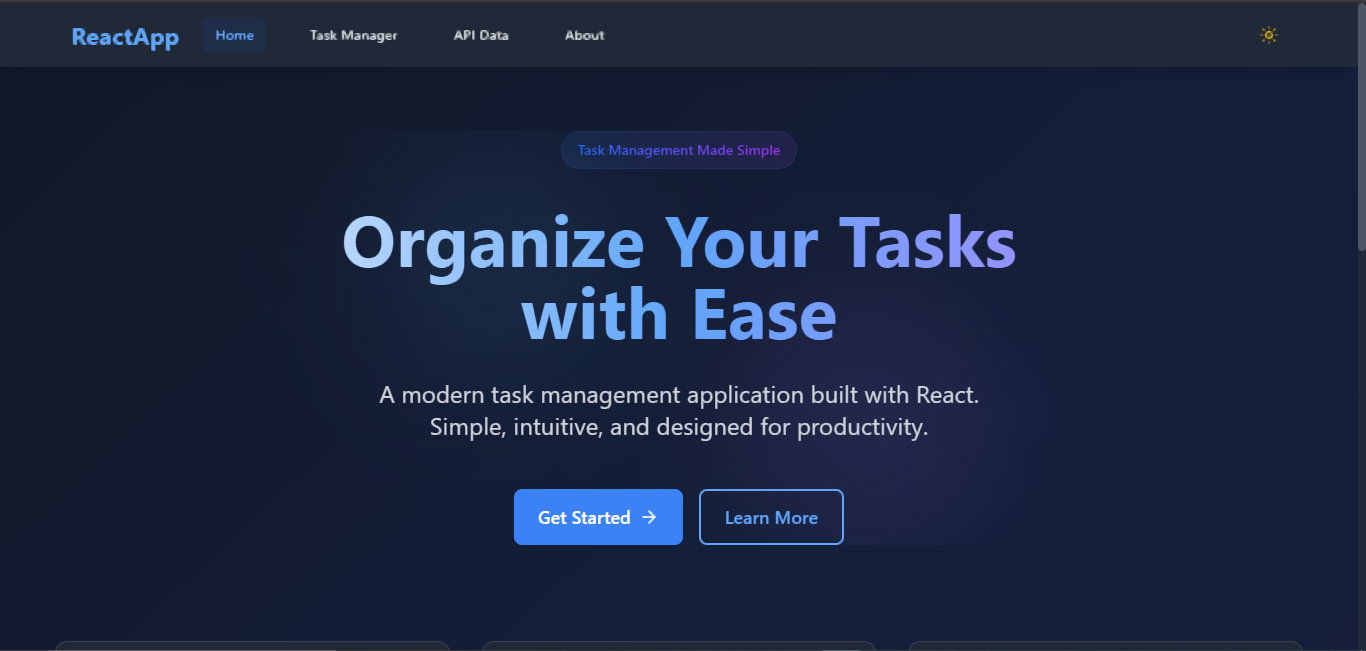 ReactApp
Home
Task Manager
API Data
About
Task Management Made Simple
Organize Your Tasks
with Ease
A modern task management application built with React.
Simple, intuitive, and designed for productivity.
Get Started →
Learn More